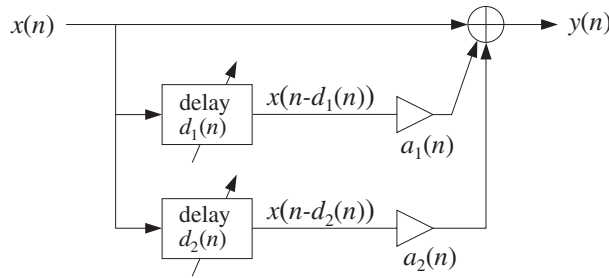 x(n)
y(n)
delay
d₁(n)
x(n-d₁(n))
a₁(n)
delay
d₂(n)
x(n-d₂(n))
a₂(n)